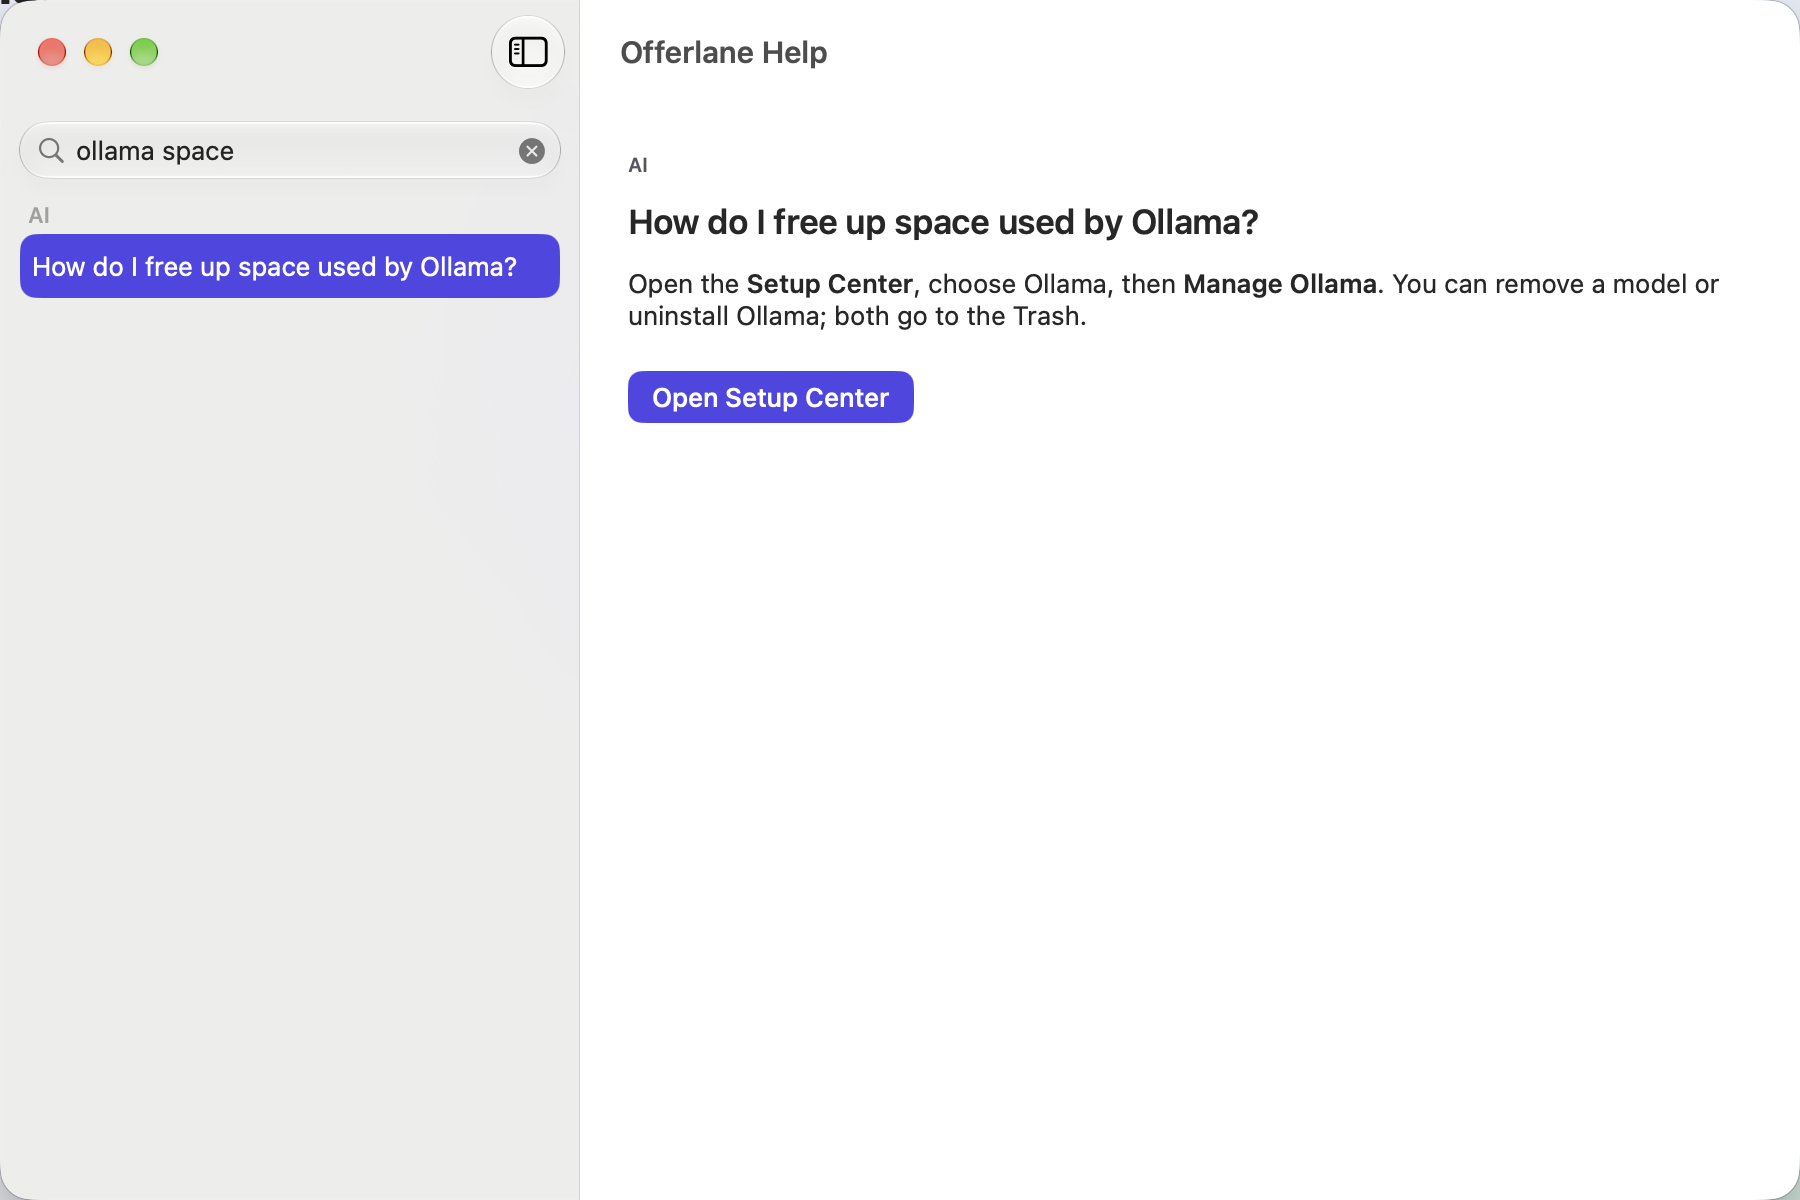 Offerlane Help
ollama space
AI
How do I free up space used by Ollama?
AI
How do I free up space used by Ollama?
Open the Setup Center, choose Ollama, then Manage Ollama. You can remove a model or
uninstall Ollama; both go to the Trash.
Open Setup Center